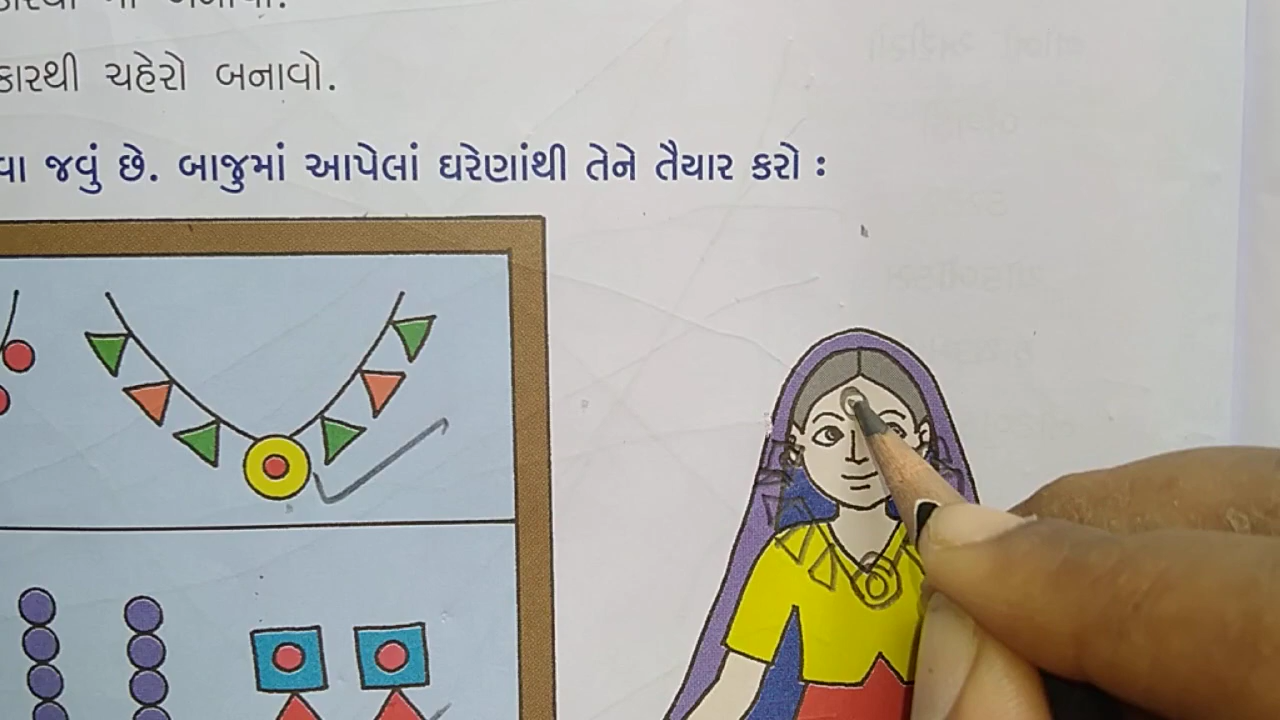 કારથી ચહેરો બનાવો.
વા જવું છે. બાજુમાં આપેલાં ઘરેણાંથી તેને તૈયાર કરો :